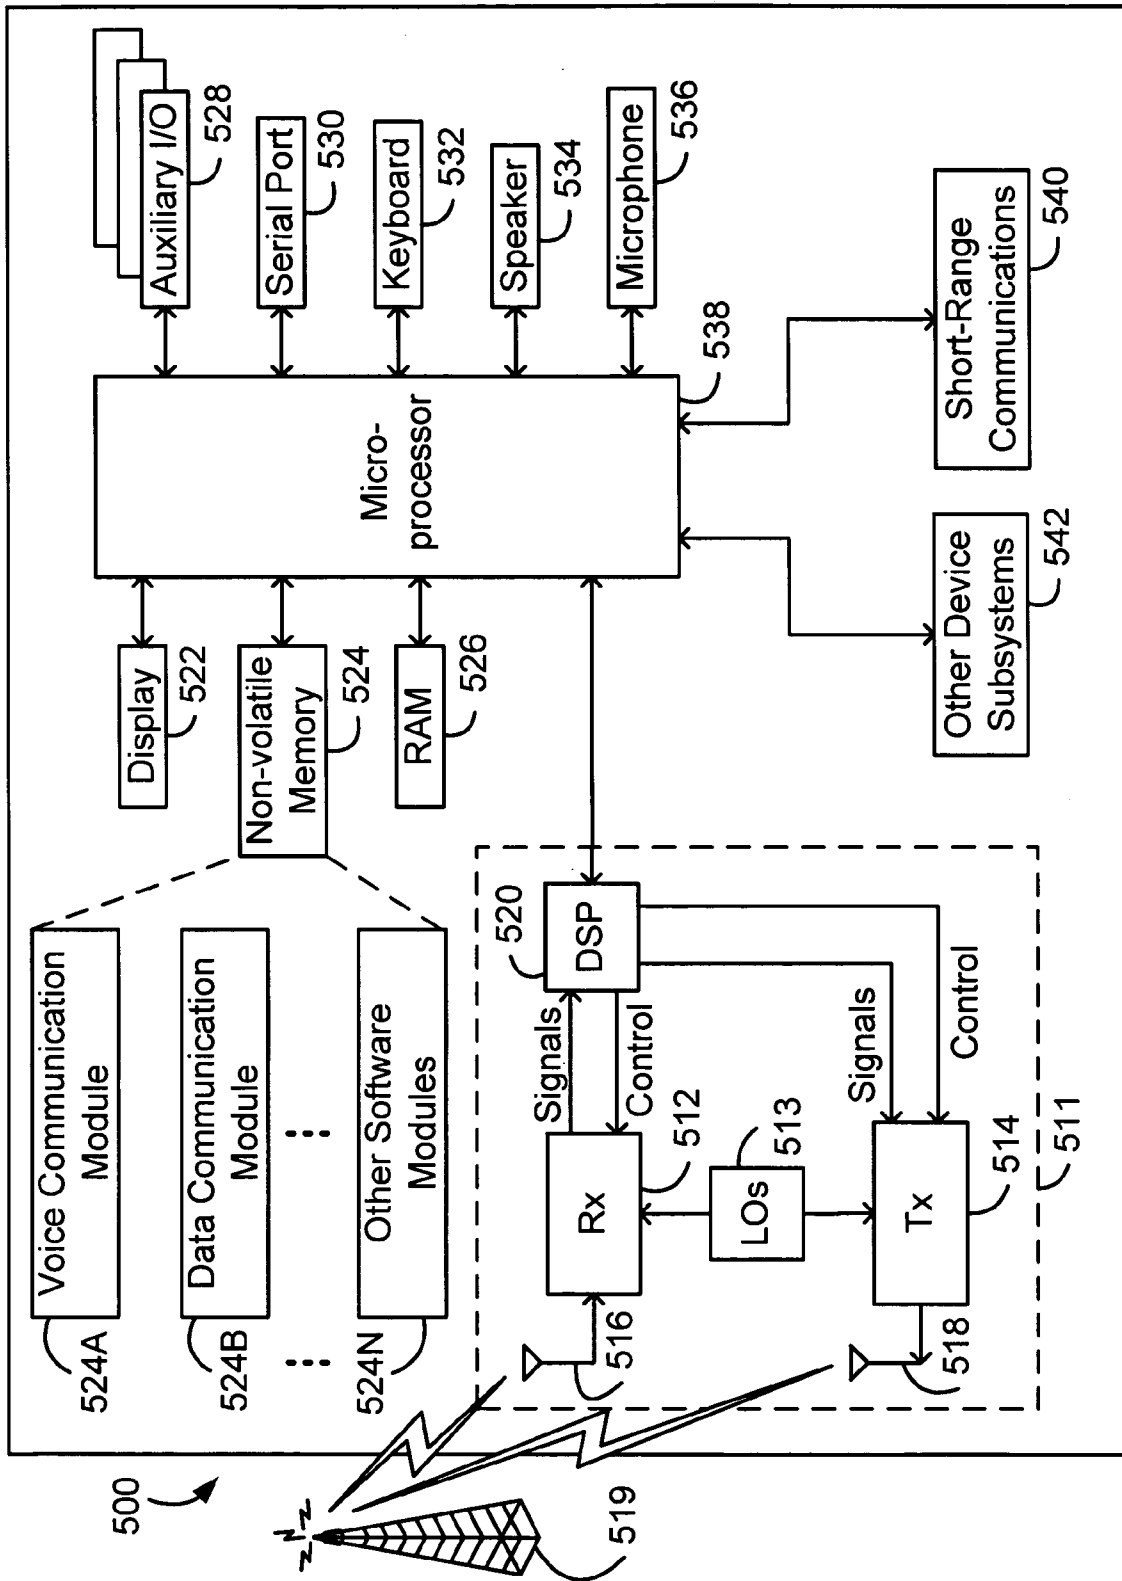 500
519
Voice Communication
Module
524A
Data Communication
Module
524B
Other Software
Modules
524N
Display
522
Non-volatile
Memory
524
RAM
526
Micro-
processor
538
Auxiliary I/O
528
Serial Port
530
Keyboard
532
Speaker
534
Microphone
536
Short-Range
Communications
540
Other Device
Subsystems
542
DSP
520
Signals
Control
Rx
512
LOs
513
Signals
Control
Tx
514
516
518
511